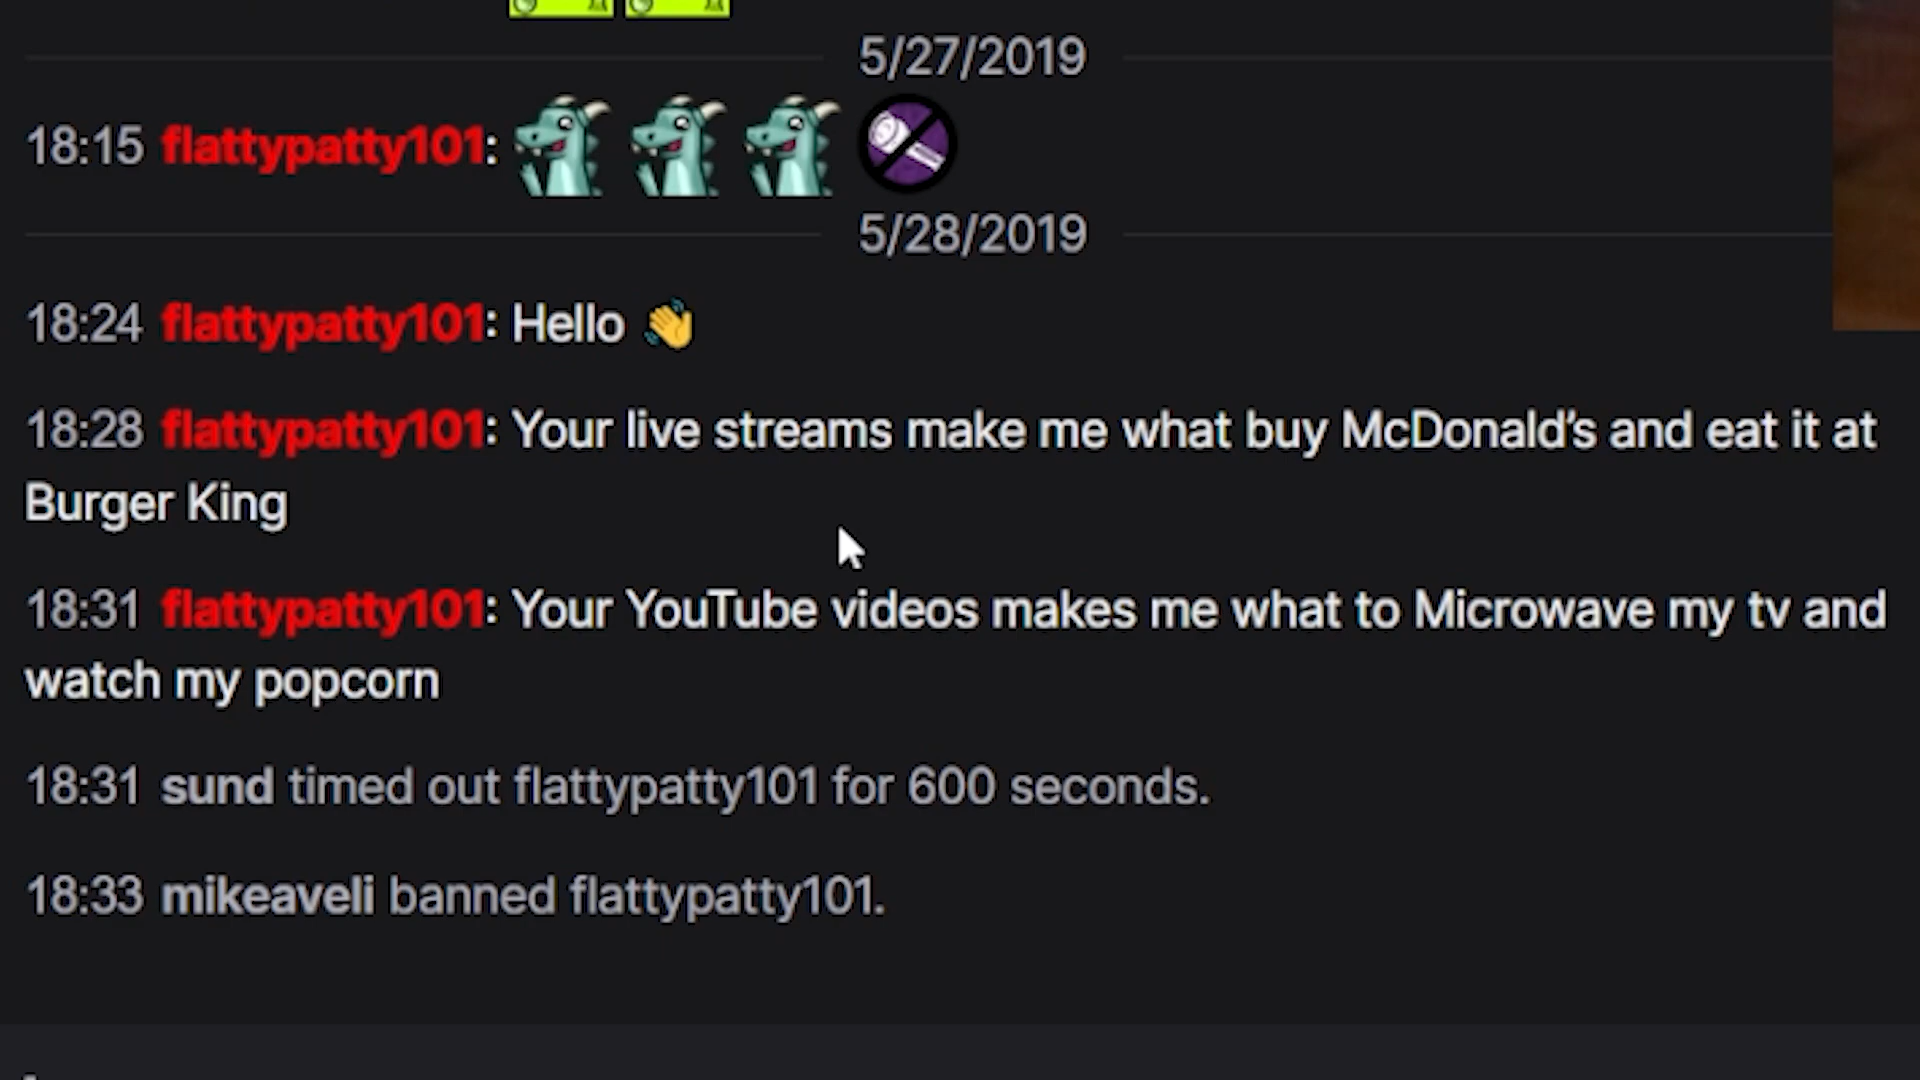 5/27/2019
18:15 flattypatty101:
5/28/2019
18:24 flattypatty101: Hello 👋
18:28 flattypatty101: Your live streams make me what buy McDonald's and eat it at
Burger King
18:31 flattypatty101: Your YouTube videos makes me what to Microwave my tv and
watch my popcorn
18:31 sund timed out flattypatty101 for 600 seconds.
18:33 mikeaveli banned flattypatty101.